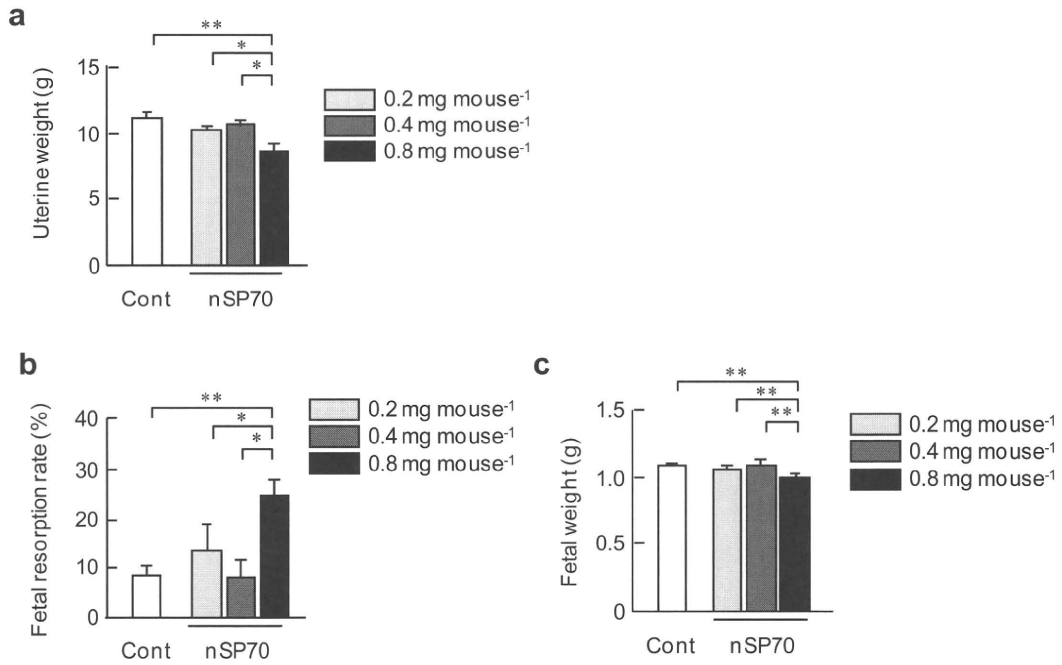 a
**
*
*
15
10
5
0
Uterine weight (g)
Cont
nSP70
0.2 mg mouse-1
0.4 mg mouse-1
0.8 mg mouse-1
b
**
*
*
40
30
20
10
0
Fetal resorption rate (%)
Cont
nSP70
0.2 mg mouse-1
0.4 mg mouse-1
0.8 mg mouse-1
c
**
**
**
1.5
1.0
0.5
0
Fetal weight (g)
Cont
nSP70
0.2 mg mouse-1
0.4 mg mouse-1
0.8 mg mouse-1